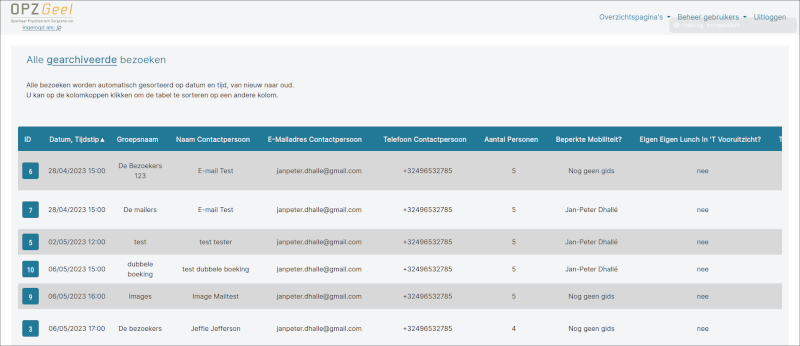 OPZGeel
Openbaar Psychiatrisch Zorgcentrum
Ingelogd als: jp
Overzichtspagina's Beheer gebruikers Uitloggen
Alle gearchiveerde bezoeken
Alle bezoeken worden automatisch gesorteerd op datum en tijd, van nieuw naar oud.
U kan op de kolomkoppen klikken om de tabel te sorteren op een andere kolom.
ID Datum, Tijdstip▲ Groepsnaam Naam Contactpersoon E-Mailadres Contactpersoon Telefoon Contactpersoon Aantal Personen Beperkte Mobiliteit? Eigen Eigen Lunch In 'T Vooruitzicht? T
6 28/04/2023 15:00 De Bezoekers 123 E-mail Test janpeter.dhalle@gmail.com +32496532785 5 Nog geen gids nee
7 28/04/2023 15:00 De mailers E-mail Test janpeter.dhalle@gmail.com +32496532785 5 Jan-Peter Dhallé nee
5 02/05/2023 12:00 test test tester janpeter.dhalle@gmail.com +32496532785 5 Jan-Peter Dhallé nee
10 06/05/2023 15:00 dubbele boeking test dubbele boeking janpeter.dhalle@gmail.com +32496532785 5 Jan-Peter Dhallé nee
9 06/05/2023 16:00 Images Image Mailtest janpeter.dhalle@gmail.com +32496532785 5 Nog geen gids nee
3 06/05/2023 17:00 De bezoekers Jeffie Jefferson janpeter.dhalle@gmail.com +32496532785 4 Nog geen gids nee